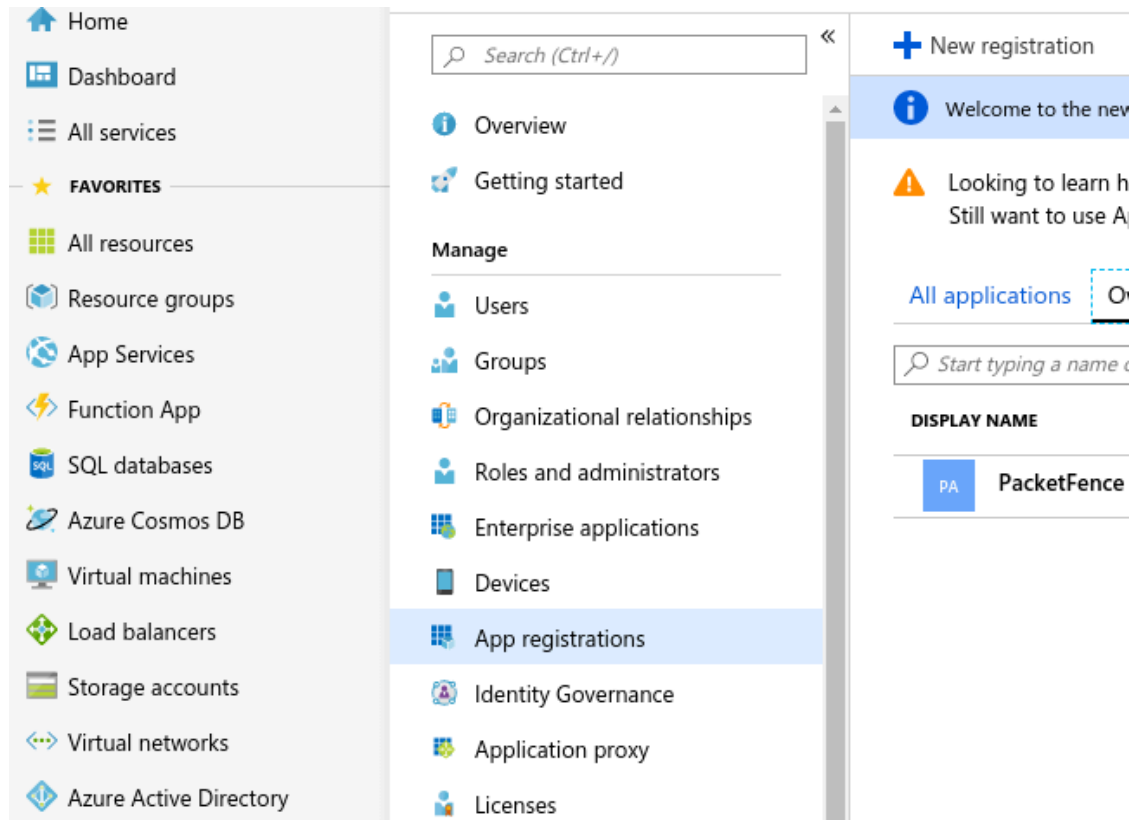 Home
Dashboard
All services
FAVORITES
All resources
Resource groups
App Services
Function App
SQL databases
Azure Cosmos DB
Virtual machines
Load balancers
Storage accounts
Virtual networks
Azure Active Directory
Search (Ctrl+/)
Overview
Getting started
Manage
Users
Groups
Organizational relationships
Roles and administrators
Enterprise applications
Devices
App registrations
Identity Governance
Application proxy
Licenses
New registration
Welcome to the new
Looking to learn h
Still want to use A
All applications
Start typing a name
DISPLAY NAME
PA PacketFence